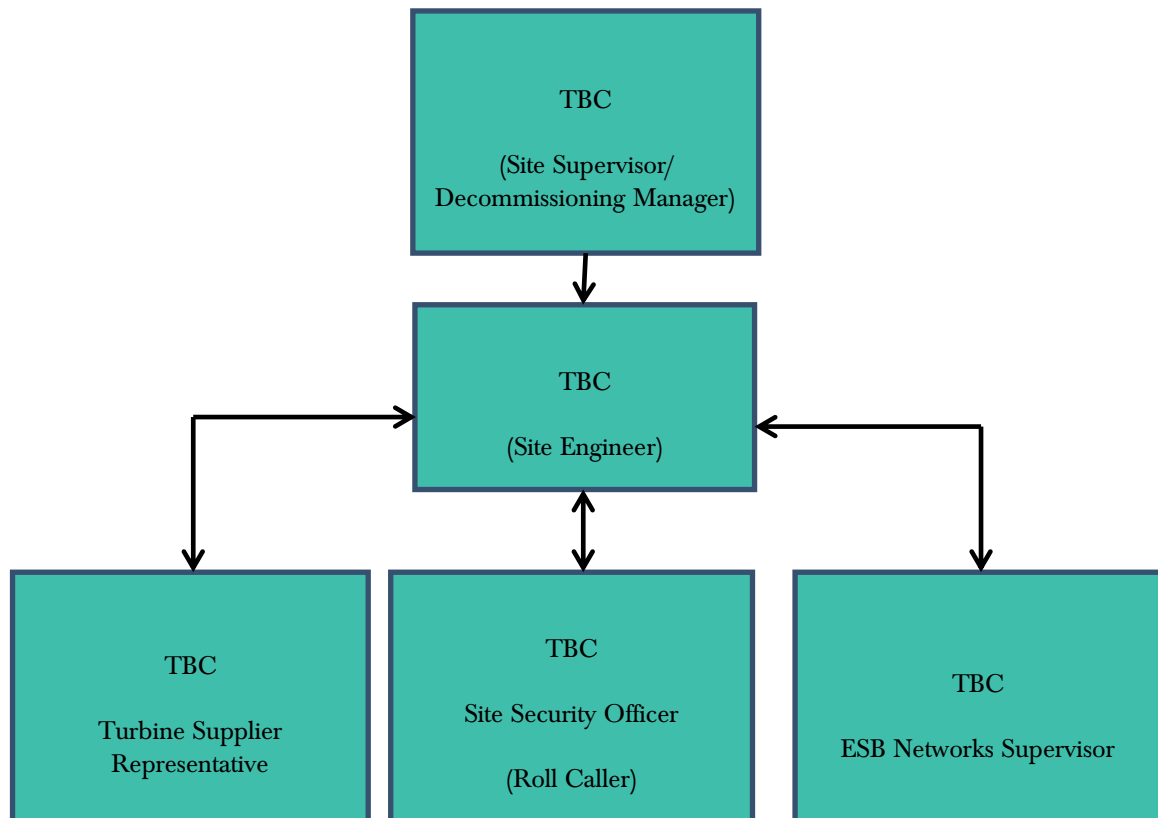 TBC
(Site Supervisor/
Decommissioning Manager)
TBC
(Site Engineer)
TBC
Turbine Supplier
Representative
TBC
Site Security Officer
(Roll Caller)
TBC
ESB Networks Supervisor